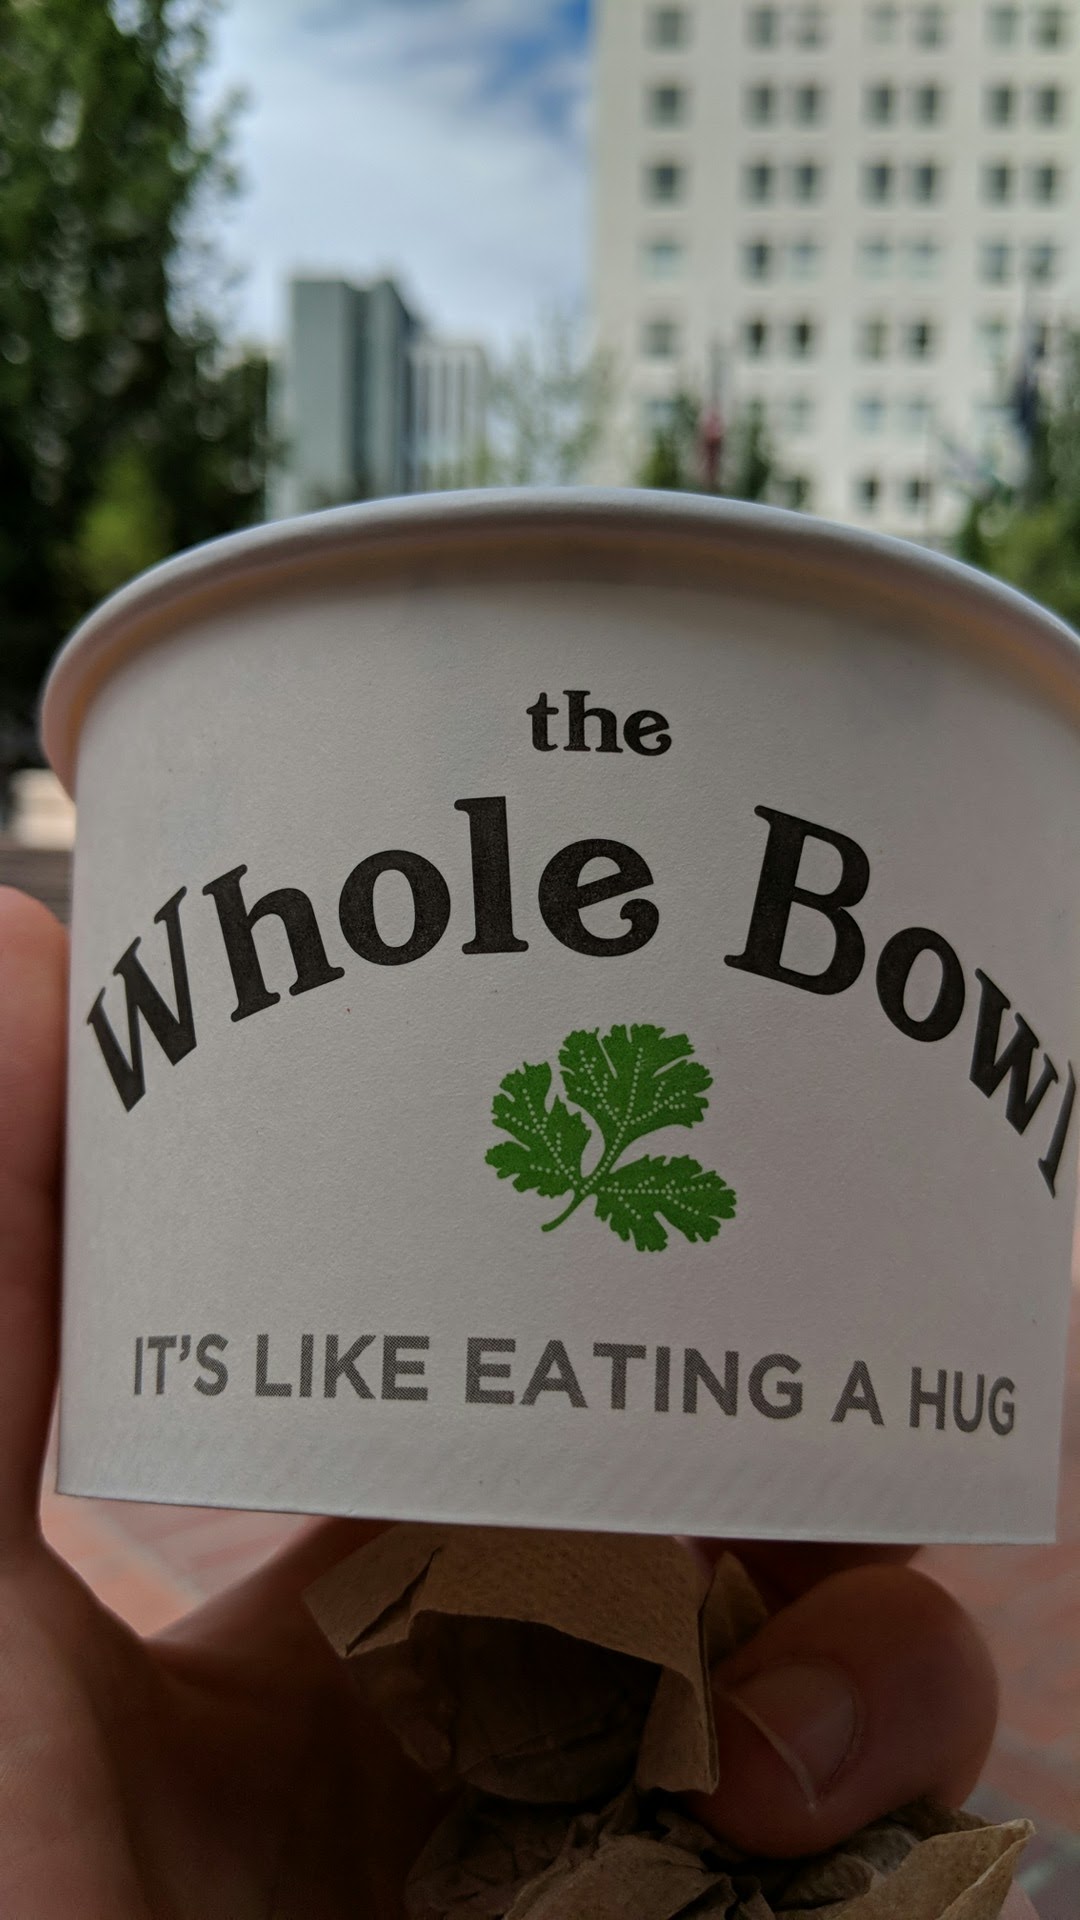 the
Whole Bowl
IT'S LIKE EATING A HUG